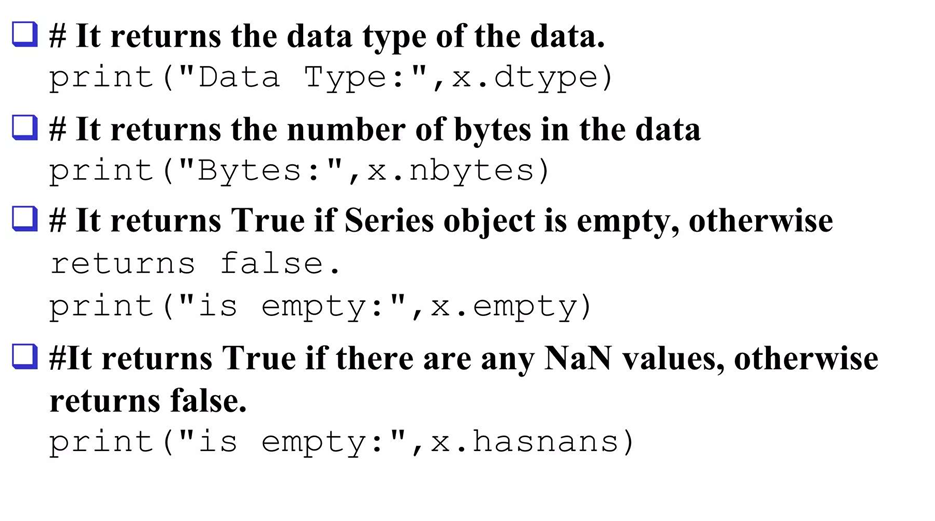 # It returns the data type of the data.
print("Data Type:",x.dtype)
# It returns the number of bytes in the data
print("Bytes:",x.nbytes)
# It returns True if Series object is empty, otherwise
returns false.
print("is empty:",x.empty)
#It returns True if there are any NaN values, otherwise
returns false.
print("is empty:",x.hasnans)